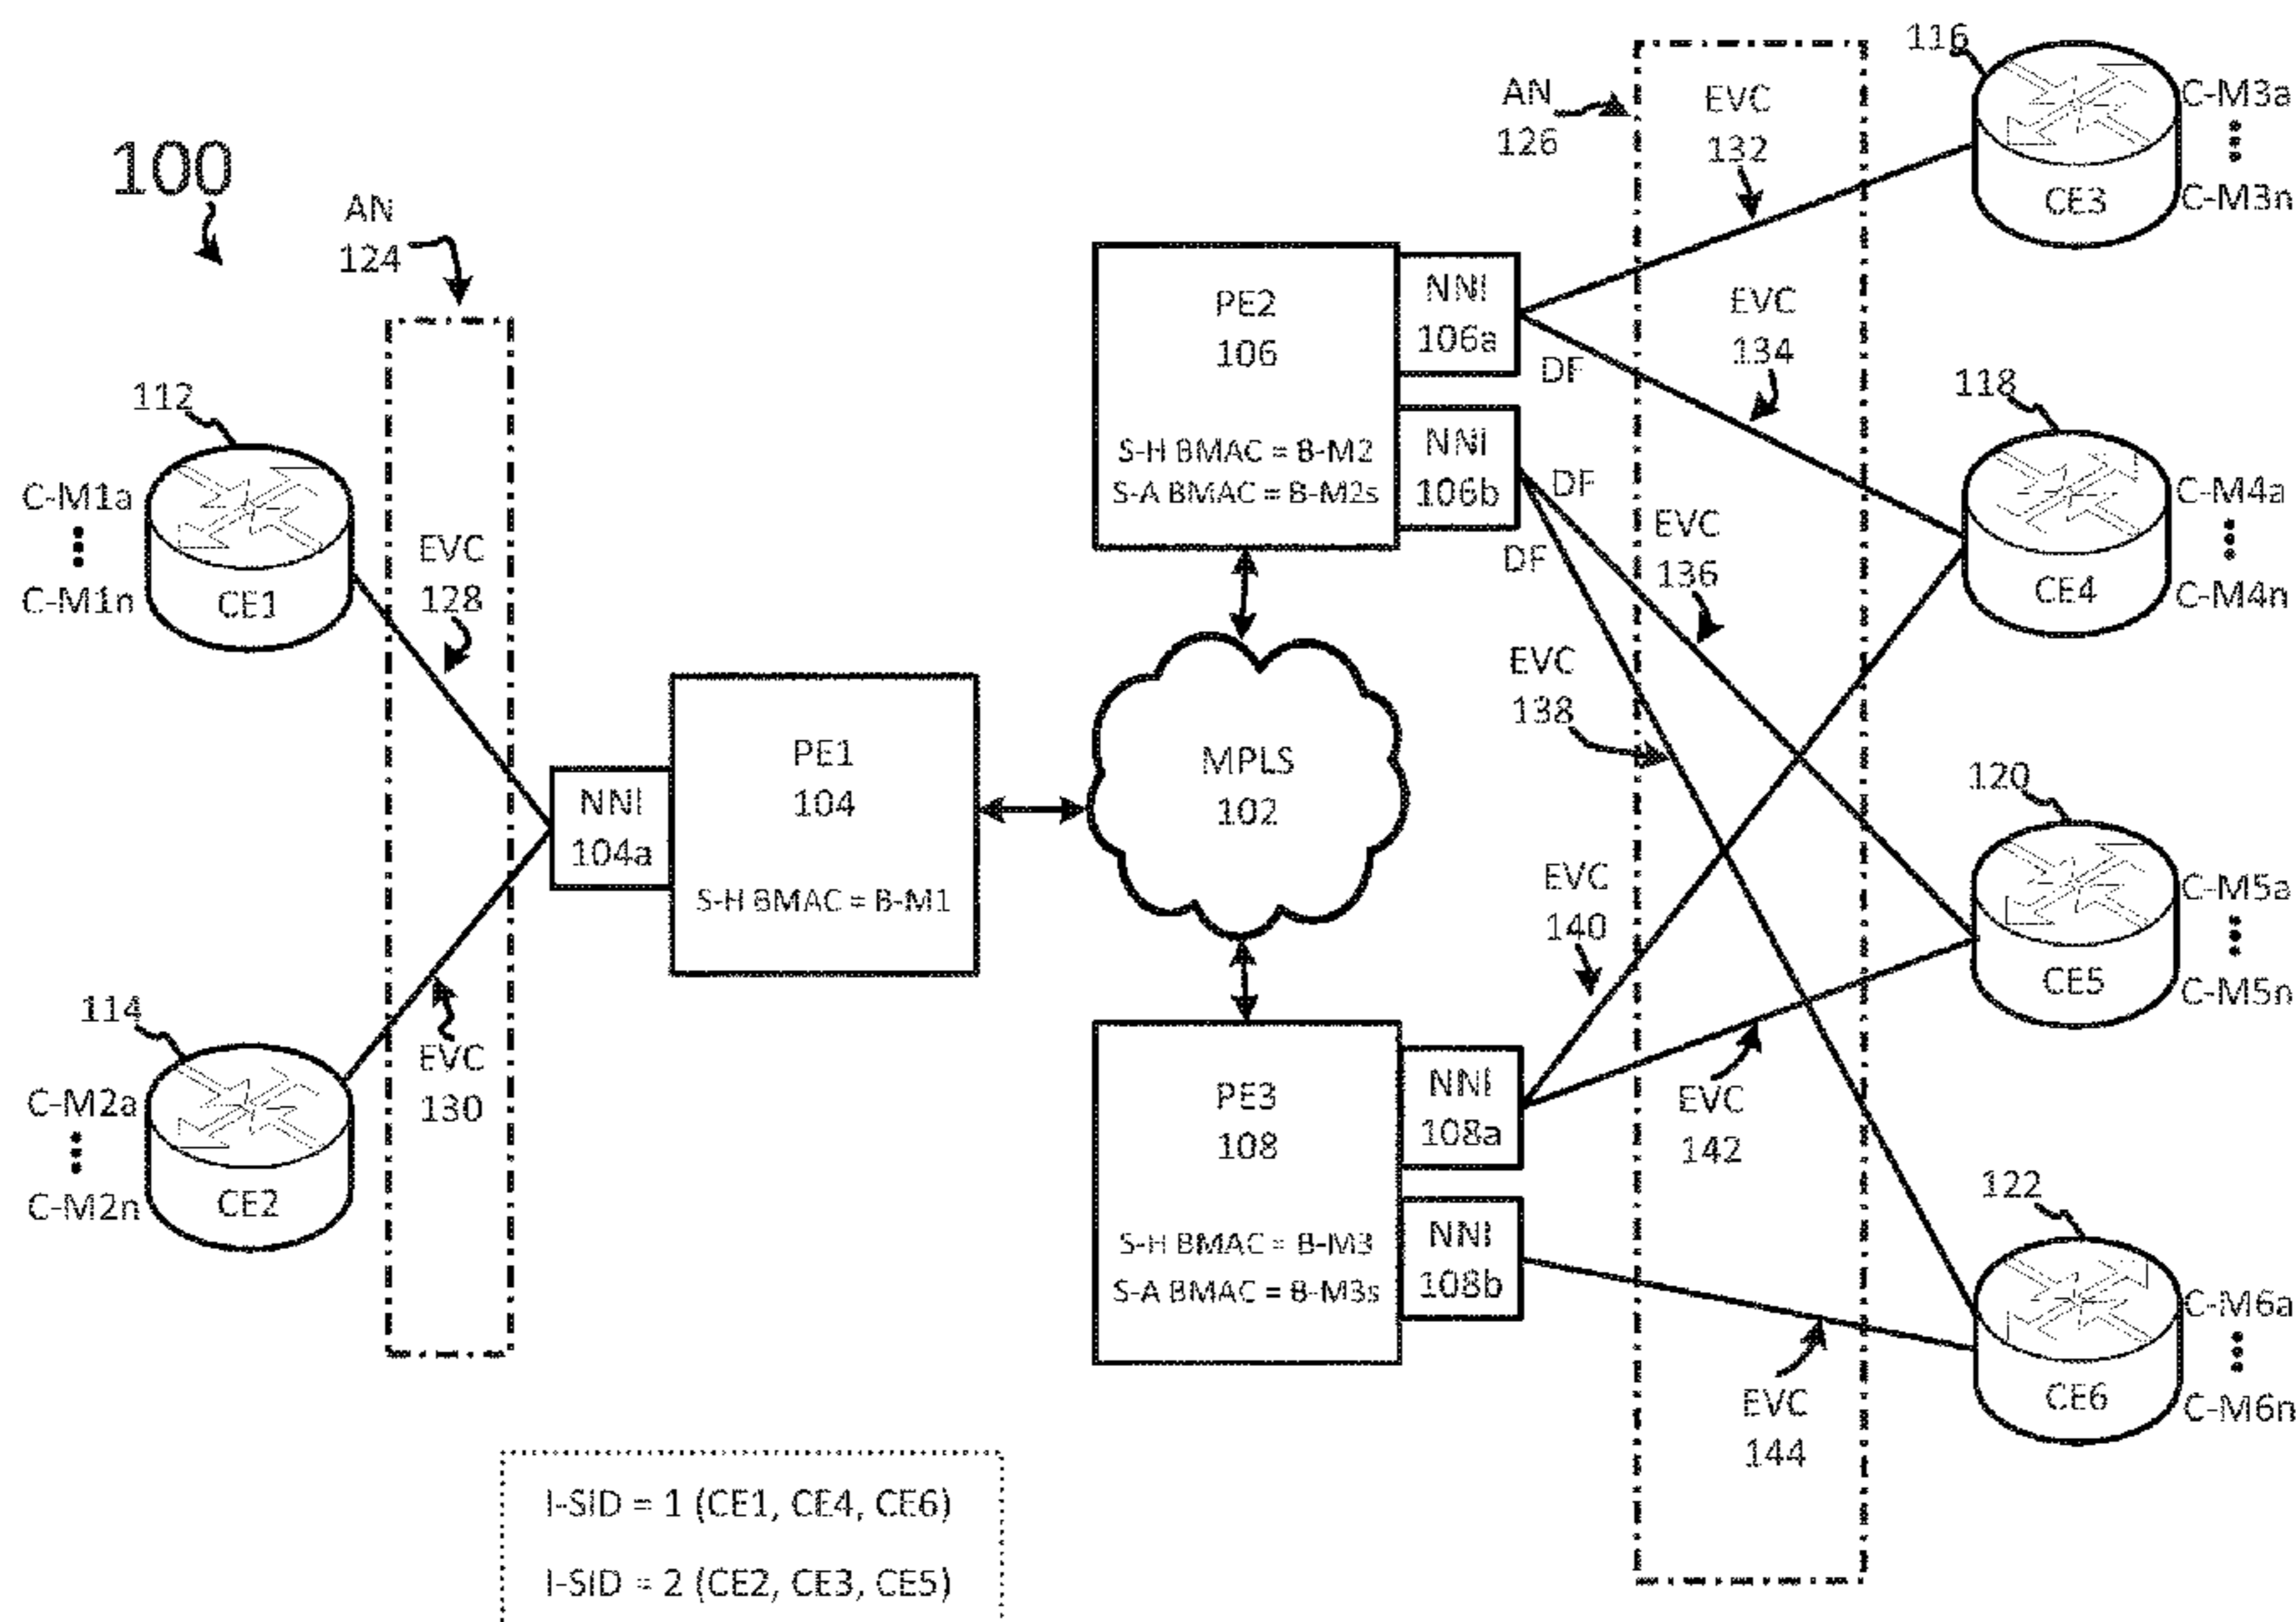 100
AN
124
112
C-M1a
C-M1n
CE1
EVC
128
114
C-M2a
C-M2n
CE2
EVC
130
NNI
104a
PE1
104
S-H BMAC = B-M1
MPLS
102
PE2
106
S-H BMAC = B-M2
S-A BMAC = B-M2s
NNI
106a
NNI
106b
DF
DF
DF
PE3
108
S-H BMAC = B-M3
S-A BMAC = B-M3s
NNI
108a
NNI
108b
AN
126
EVC
132
EVC
134
EVC
136
EVC
138
EVC
140
EVC
142
EVC
144
116
C-M3a
C-M3n
CE3
118
C-M4a
C-M4n
CE4
120
C-M5a
C-M5n
CE5
122
C-M6a
C-M6n
CE6
I-SID = 1 (CE1, CE4, CE6)
I-SID = 2 (CE2, CE3, CE5)